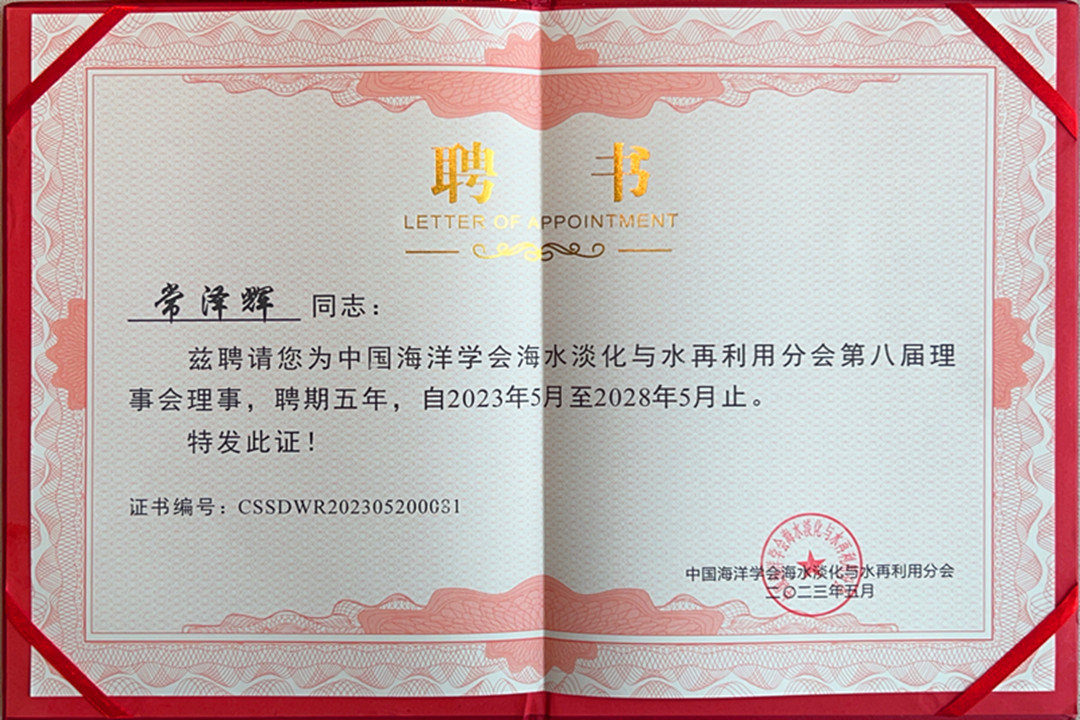 聘 书
LETTER OF APPOINTMENT
常泽辉 同志：
兹聘请您为中国海洋学会海水淡化与水再利用分会第八届理
事会理事，聘期五年，自2023年5月至2028年5月止。
特发此证！
证书编号：CSSDWR202305200081
中国海洋学会海水淡化与水再利用分会
二〇二三年五月